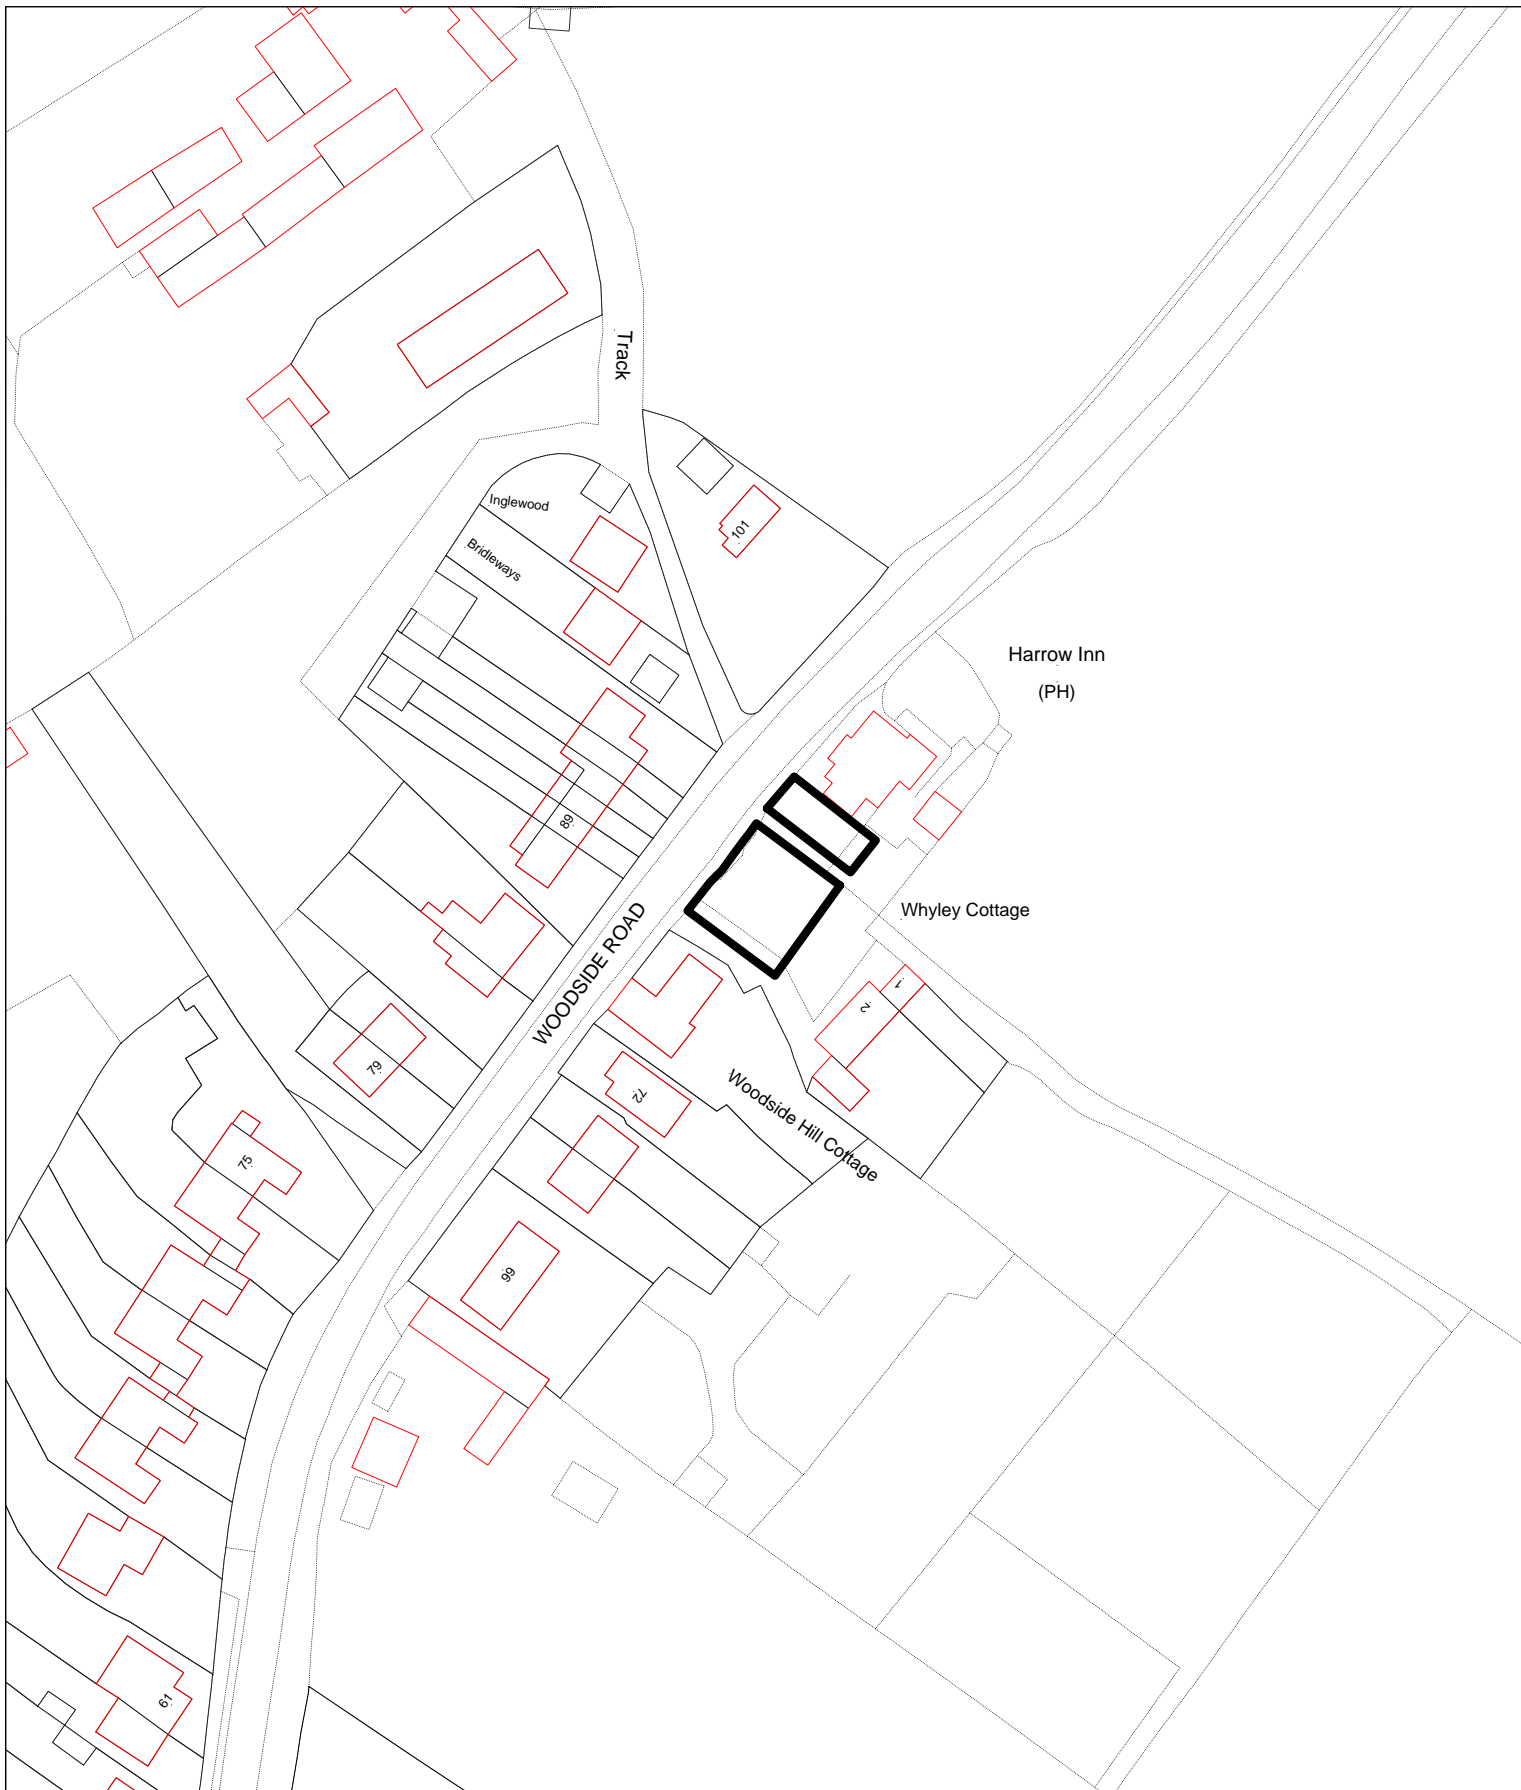 Track
Inglewood
Bridleways
101
Harrow Inn
(PH)
89
WOODSIDE ROAD
Whyley Cottage
1
2
79
72
Woodside Hill Cottage
75
66
61